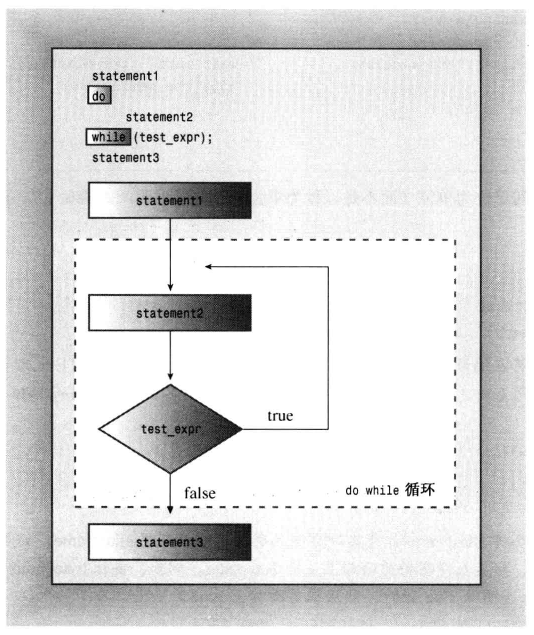 statement1
do
statement2
while (test_expr);
statement3
statement1
statement2
test_expr
true
false
do while 循环
statement3